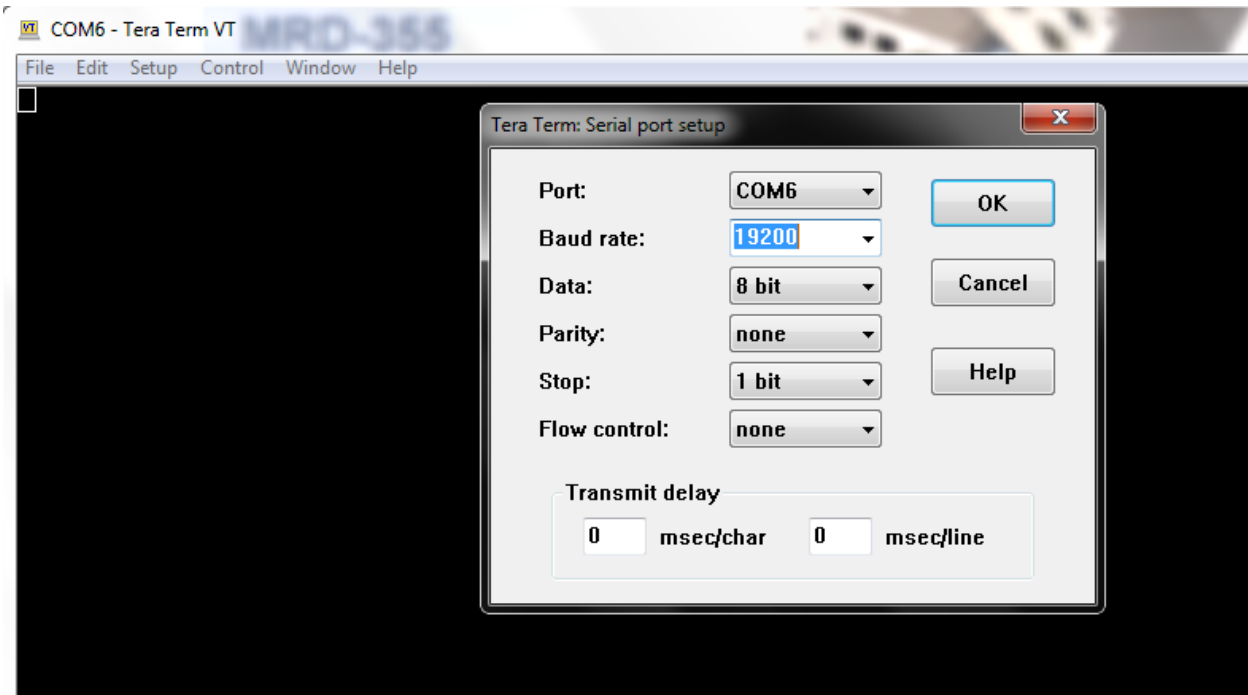 COM6 - Tera Term VT
MRD-355
File Edit Setup Control Window Help
Tera Term: Serial port setup
Port: COM6
OK
Baud rate: 19200
Data: 8 bit
Cancel
Parity: none
Stop: 1 bit
Help
Flow control: none
Transmit delay
0 msec/char 0 msec/line